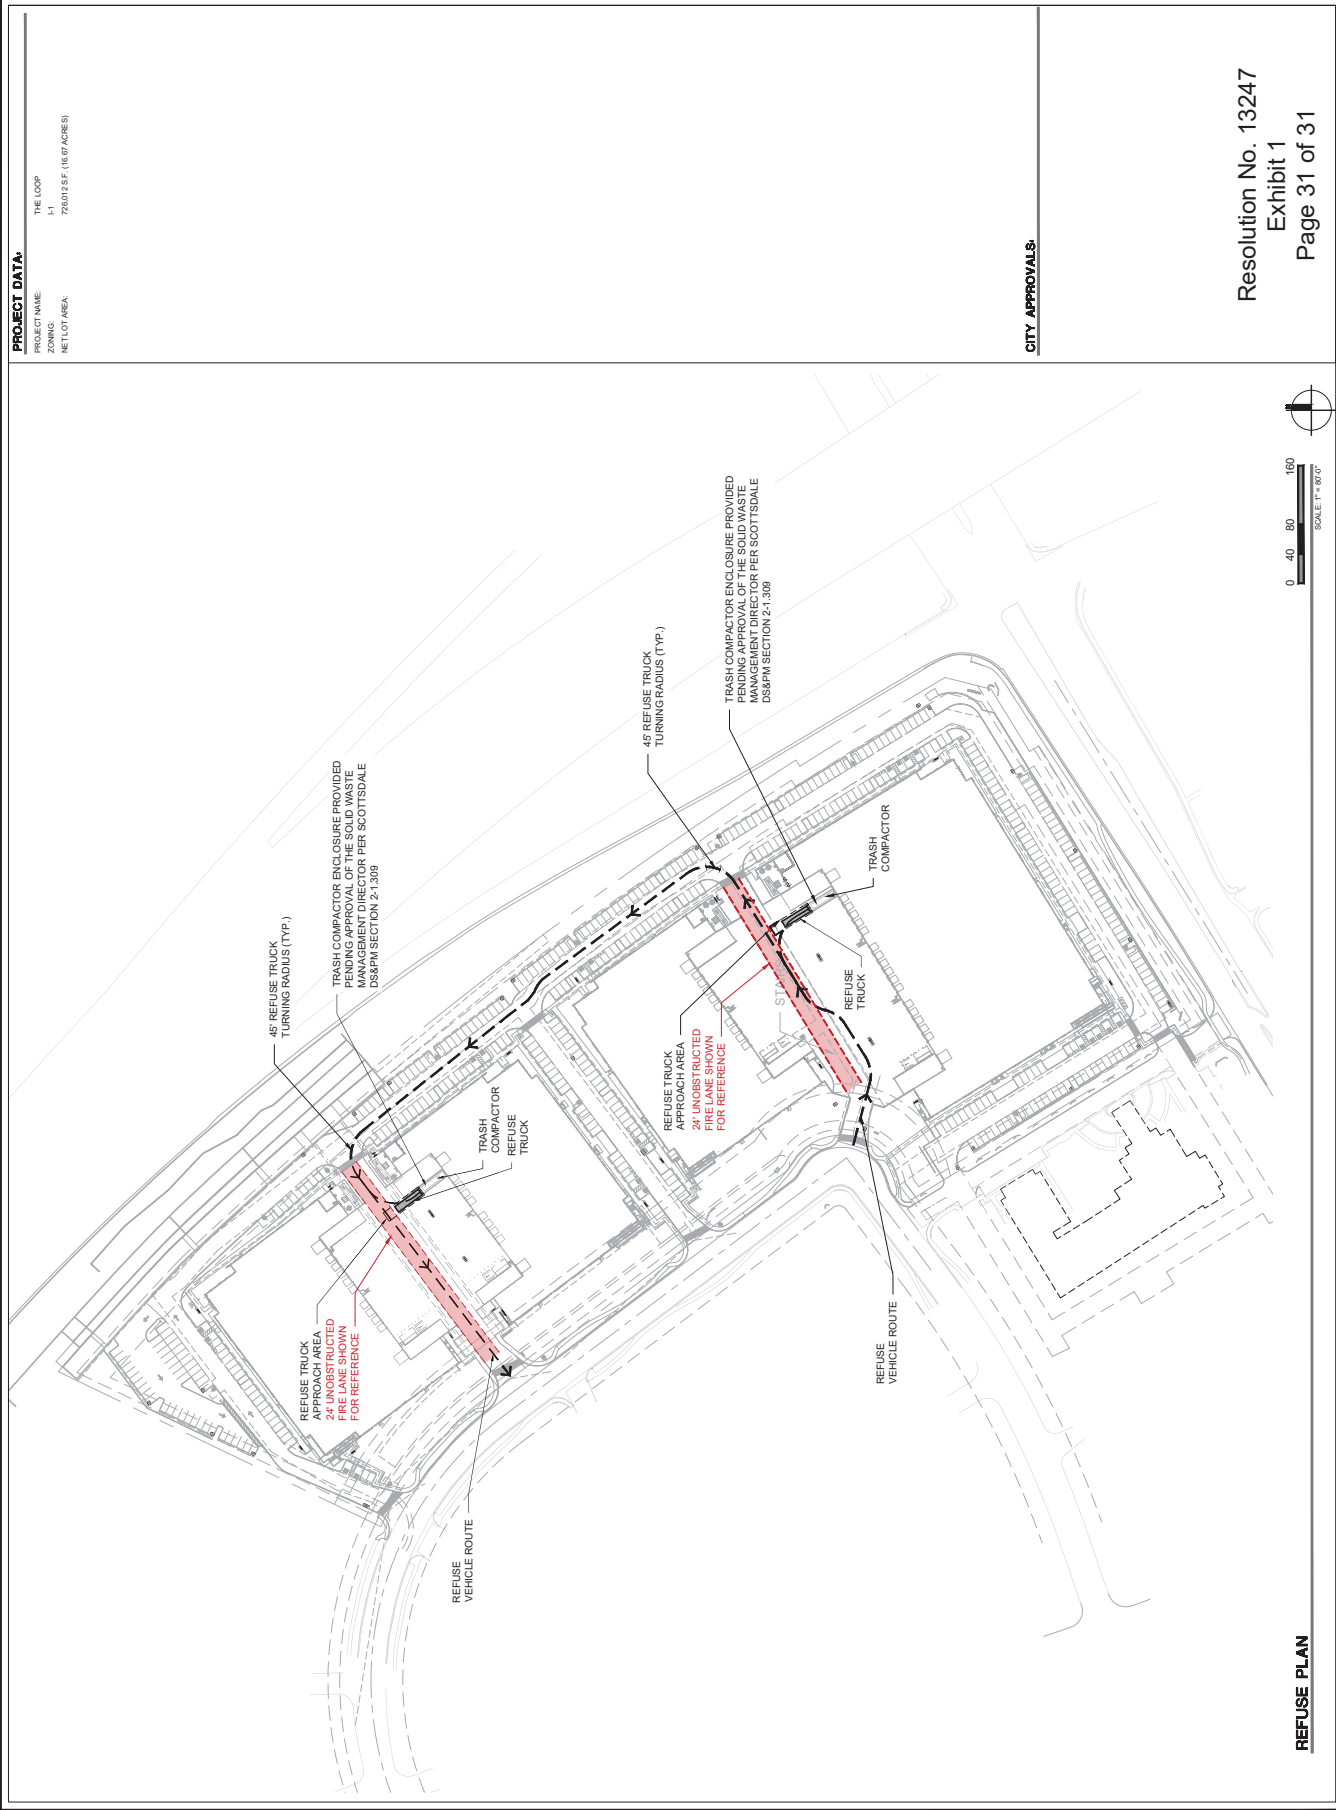 PROJECT DATA:
PROJECT NAME: THE LOOP
ZONING: I-1
NET LOT AREA: 726,012 S.F. (16.67 ACRES)
45' REFUSE TRUCK
TURNING RADIUS (TYP.)
TRASH COMPACTOR ENCLOSURE PROVIDED
PENDING APPROVAL OF THE SOLID WASTE
MANAGEMENT DIRECTOR PER SCOTTSDALE
DS&PM SECTION 2-1.309
REFUSE TRUCK
APPROACH AREA
24' UNOBSTRUCTED
FIRE LANE SHOWN
FOR REFERENCE
TRASH
COMPACTOR
REFUSE
TRUCK
REFUSE
VEHICLE ROUTE
45' REFUSE TRUCK
TURNING RADIUS (TYP.)
TRASH COMPACTOR ENCLOSURE PROVIDED
PENDING APPROVAL OF THE SOLID WASTE
MANAGEMENT DIRECTOR PER SCOTTSDALE
DS&PM SECTION 2-1.309
REFUSE TRUCK
APPROACH AREA
24' UNOBSTRUCTED
FIRE LANE SHOWN
FOR REFERENCE
REFUSE
TRUCK
TRASH
COMPACTOR
REFUSE
VEHICLE ROUTE
CITY APPROVALS:
Resolution No. 13247
Exhibit 1
Page 31 of 31
0 40 80 160
SCALE: 1" = 80'-0"
REFUSE PLAN